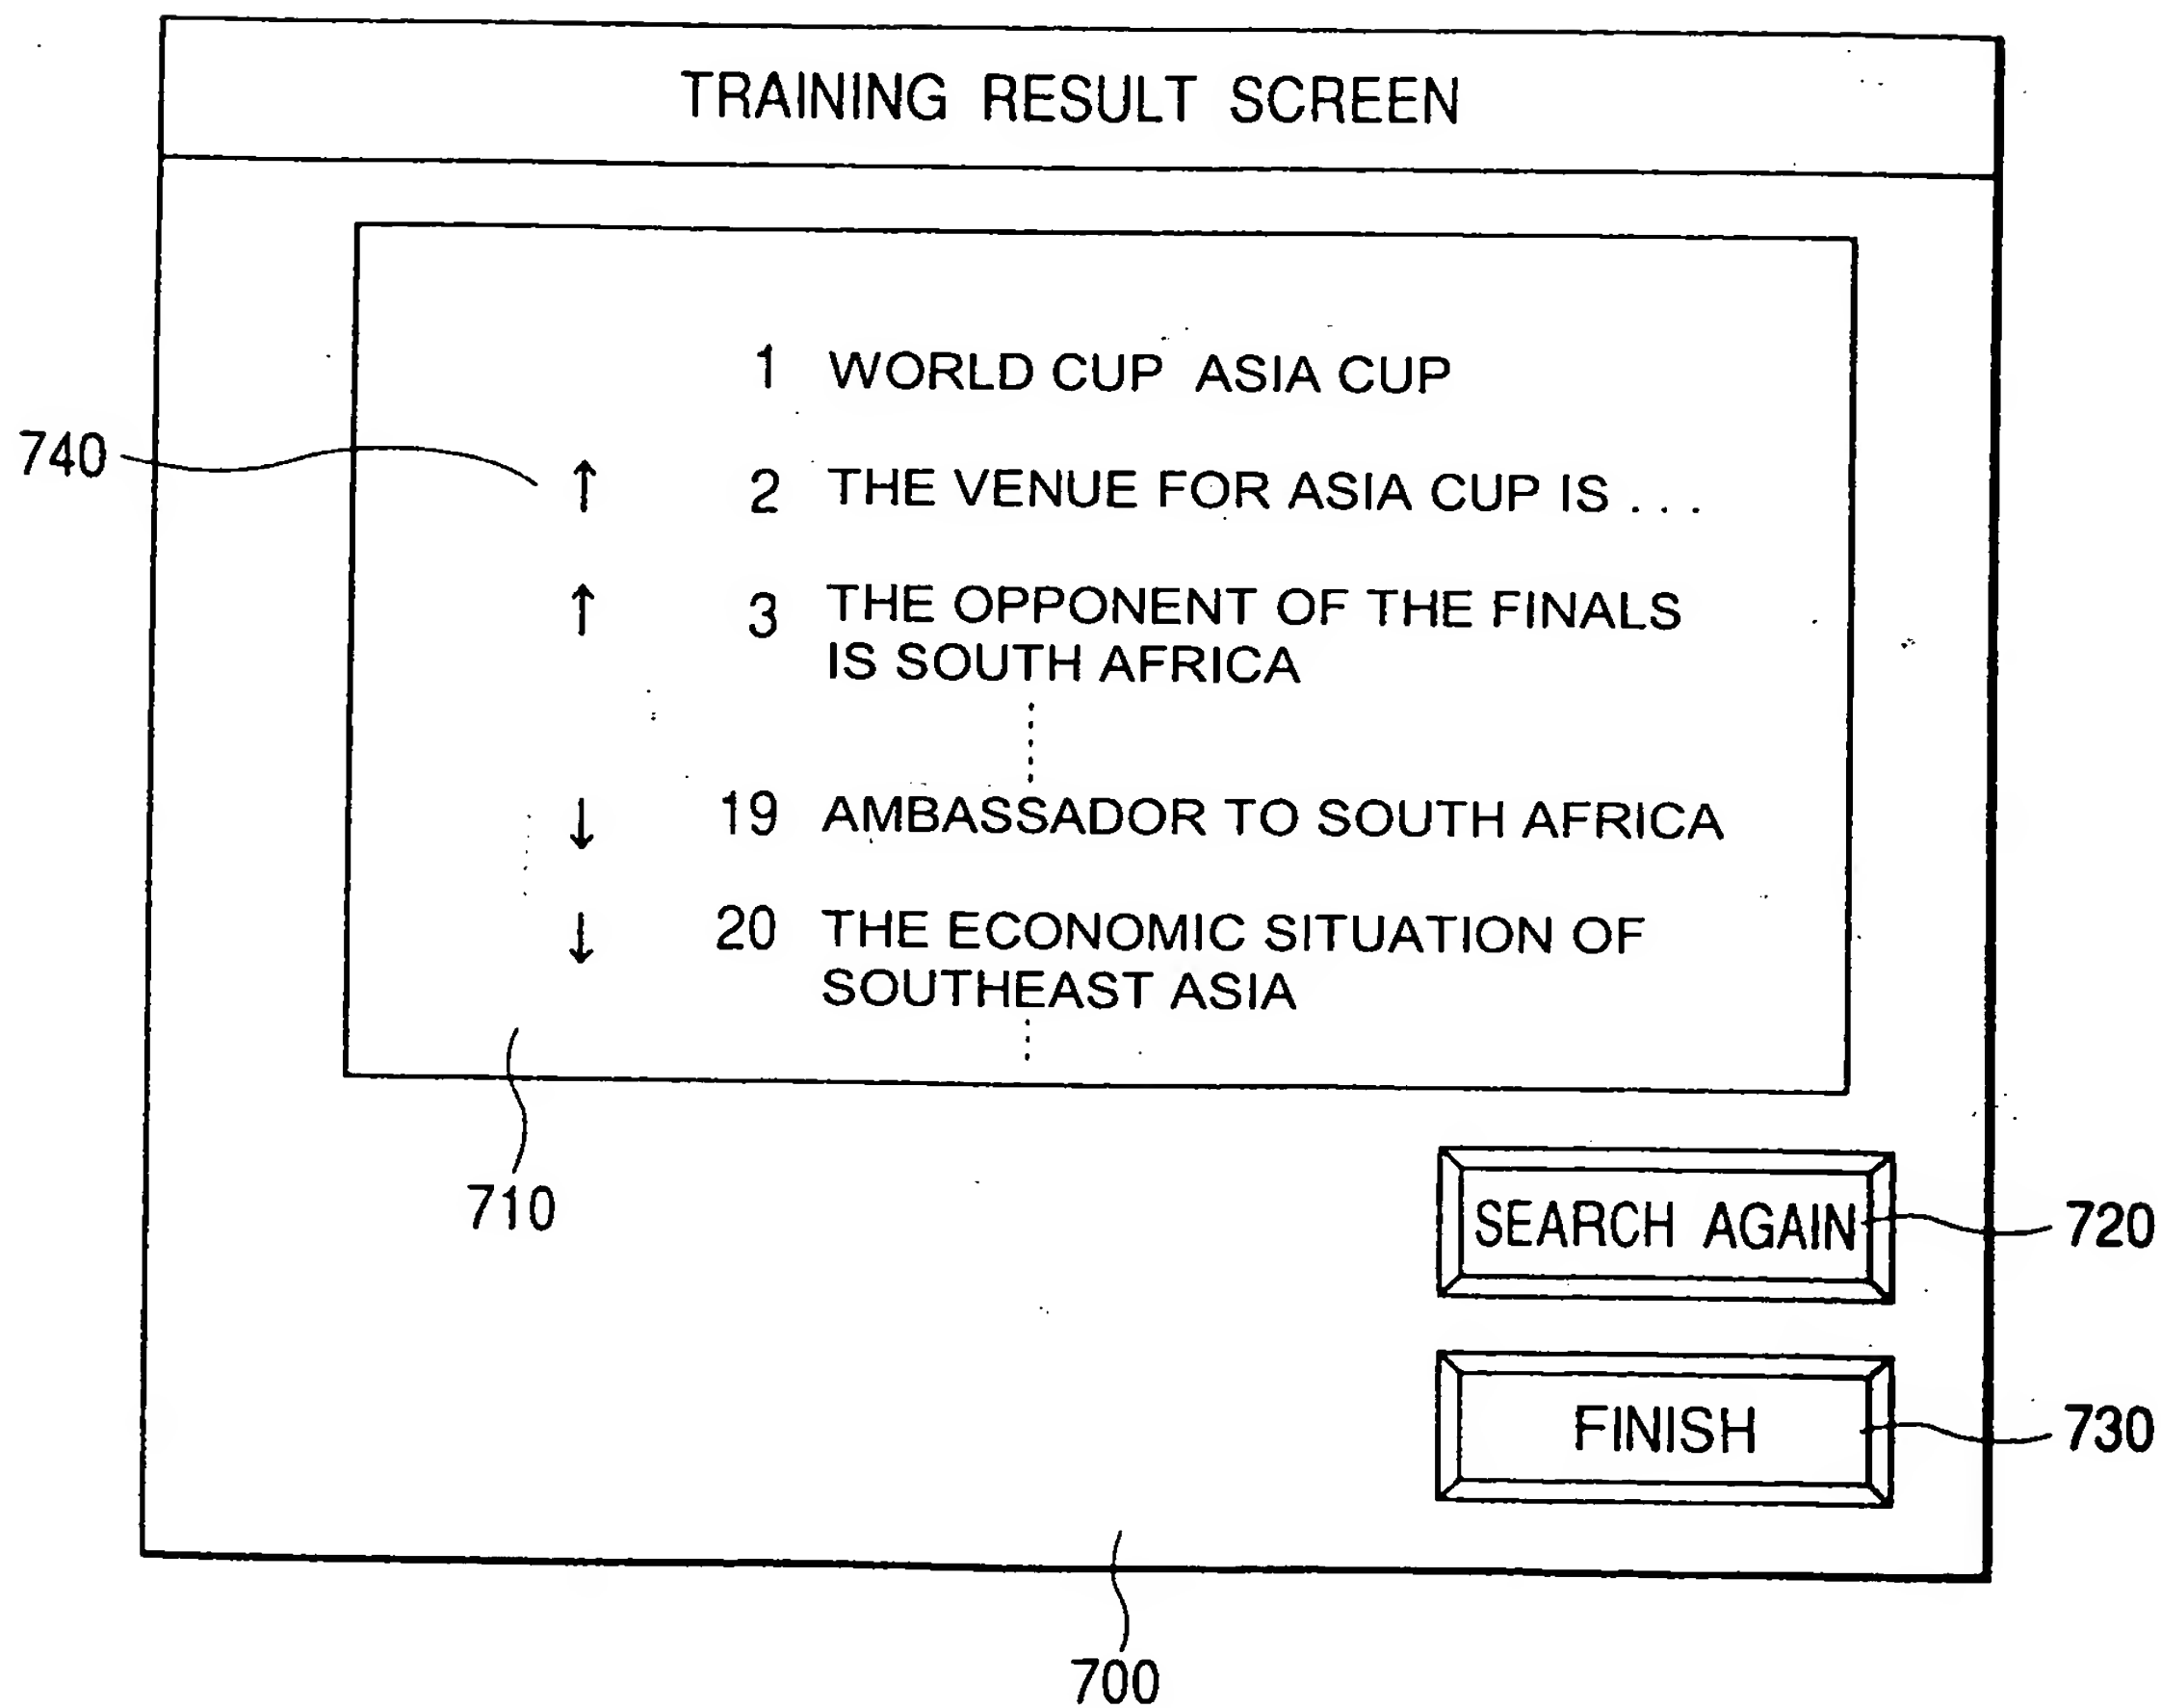 TRAINING RESULT SCREEN
1 WORLD CUP ASIA CUP
740
↑ 2 THE VENUE FOR ASIA CUP IS ...
↑ 3 THE OPPONENT OF THE FINALS
IS SOUTH AFRICA
↓ 19 AMBASSADOR TO SOUTH AFRICA
↓ 20 THE ECONOMIC SITUATION OF
SOUTHEAST ASIA
710
SEARCH AGAIN
720
FINISH
730
700